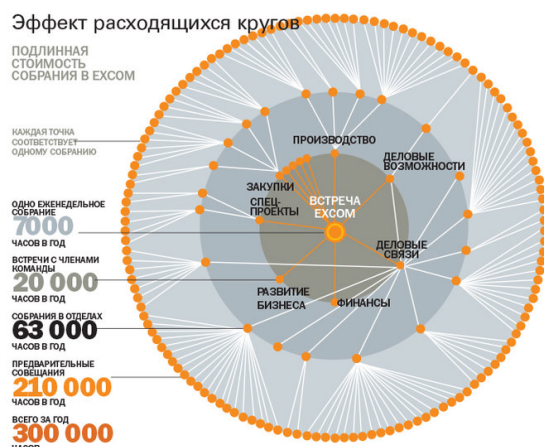 Эффект расходящихся кругов
ПОДЛИННАЯ
СТОИМОСТЬ
СОБРАНИЯ В EXCOM
КАЖДАЯ ТОЧКА
СООТВЕТСТВУЕТ
ОДНОМУ СОБРАНИЮ
ОДНО ЕЖЕНЕДЕЛЬНОЕ
СОБРАНИЕ
7000
ЧАСОВ В ГОД
ВСТРЕЧИ С ЧЛЕНАМИ
КОМАНДЫ
20 000
ЧАСОВ В ГОД
СОБРАНИЯ В ОТДЕЛАХ
63 000
ЧАСОВ В ГОД
ПРЕДВАРИТЕЛЬНЫЕ
СОВЕЩАНИЯ
210 000
ЧАСОВ В ГОД
ВСЕГО ЗА ГОД
300 000
ЧАСОВ
ПРОИЗВОДСТВО
ДЕЛОВЫЕ
ВОЗМОЖНОСТИ
ЗАКУПКИ
СПЕЦ-
ПРОЕКТЫ
ВСТРЕЧА
EXCOM
ДЕЛОВЫЕ
СВЯЗИ
РАЗВИТИЕ
БИЗНЕСА
ФИНАНСЫ